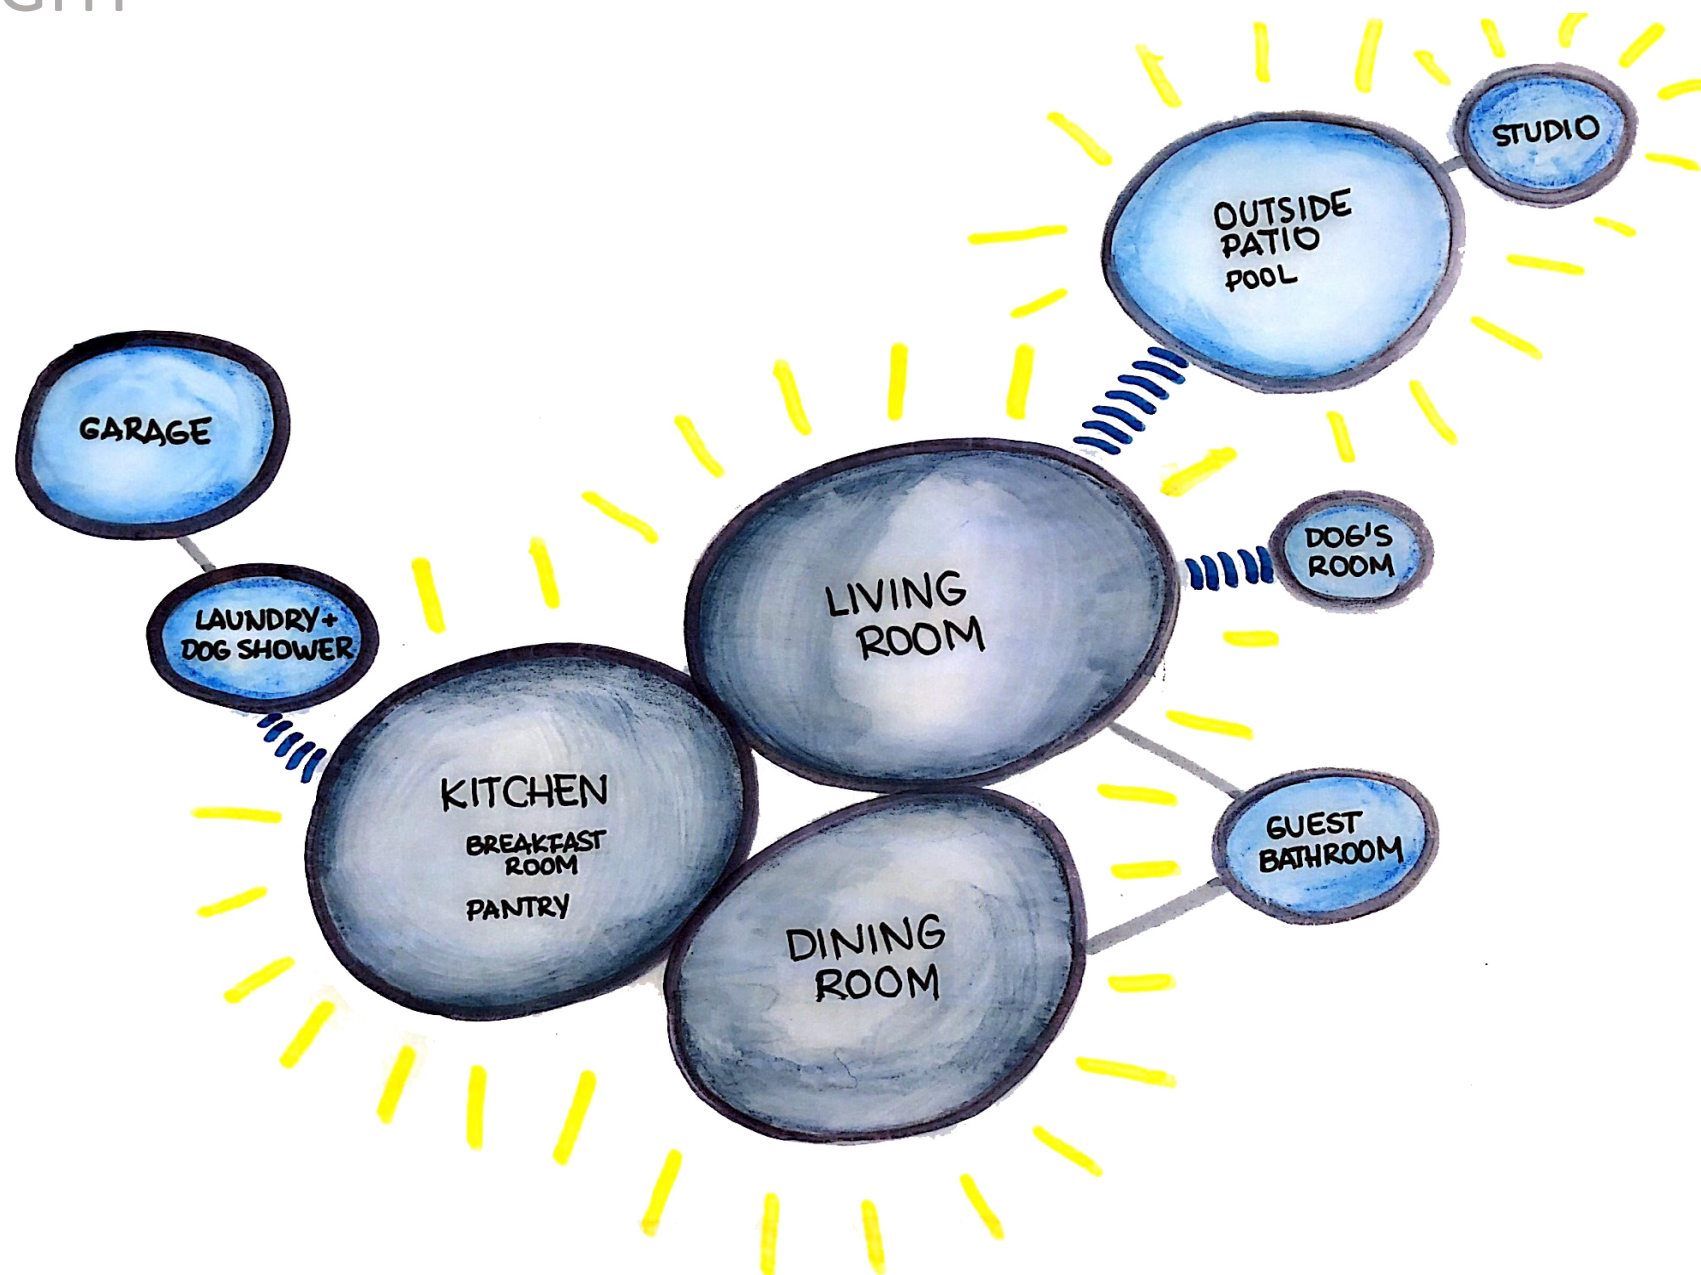 STUDIO
OUTSIDE
PATIO
POOL
GARAGE
DOG'S
ROOM
LAUNDRY+
DOG SHOWER
LIVING
ROOM
KITCHEN
BREAKFAST
ROOM
PANTRY
GUEST
BATHROOM
DINING
ROOM